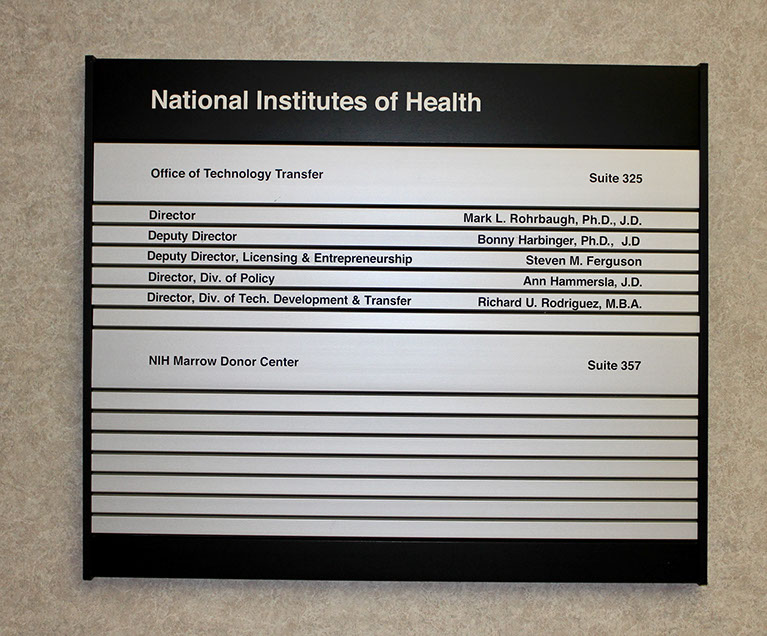 National Institutes of Health
Office of Technology Transfer Suite 325
Director Mark L. Rohrbaugh, Ph.D., J.D.
Deputy Director Bonny Harbinger, Ph.D., J.D
Deputy Director, Licensing & Entrepreneurship Steven M. Ferguson
Director, Div. of Policy Ann Hammersla, J.D.
Director, Div. of Tech. Development & Transfer Richard U. Rodriguez, M.B.A.
NIH Marrow Donor Center Suite 357